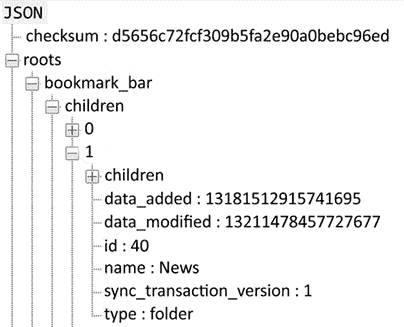 JSON
checksum : d5656c72fcf309b5fa2e90a0bebc96ed
roots
bookmark_bar
children
0
1
children
data_added : 13181512915741695
data_modified : 13211478457727677
id : 40
name : News
sync_transaction_version : 1
type : folder